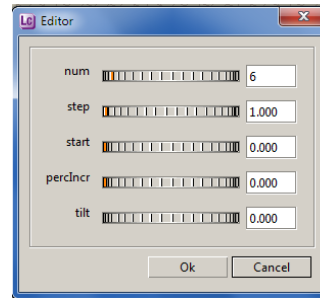 Lc Editor
num 6
step 1.000
start 0.000
percIncr 0.000
tilt 0.000
Ok Cancel